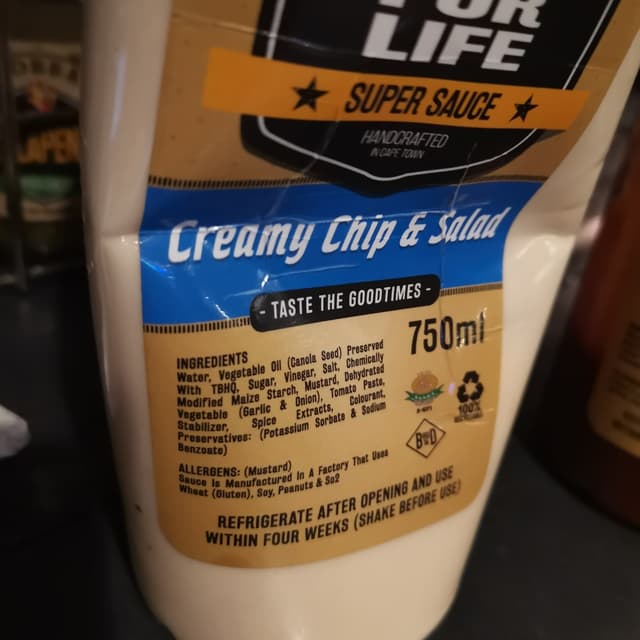 FOR
LIFE
SUPER SAUCE
HANDCRAFTED
IN CAPE TOWN
Creamy Chip & Salad
- TASTE THE GOODTIMES -
750ml
INGREDIENTS
Water, Vegetable Oil (Canola Seed) Preserved
With TBHQ, Sugar, Vinegar, Salt, Chemically
Modified Maize Starch, Mustard, Dehydrated
Vegetable (Garlic & Onion), Tomato Paste,
Stabilizer, Spice Extracts, Colourant,
Preservatives: (Potassium Sorbate & Sodium
Benzoate)
100%
B D
ALLERGENS: (Mustard)
Sauce Is Manufactured In A Factory That Uses
Wheat (Gluten), Soy, Peanuts & So2
REFRIGERATE AFTER OPENING AND USE
WITHIN FOUR WEEKS (SHAKE BEFORE USE)